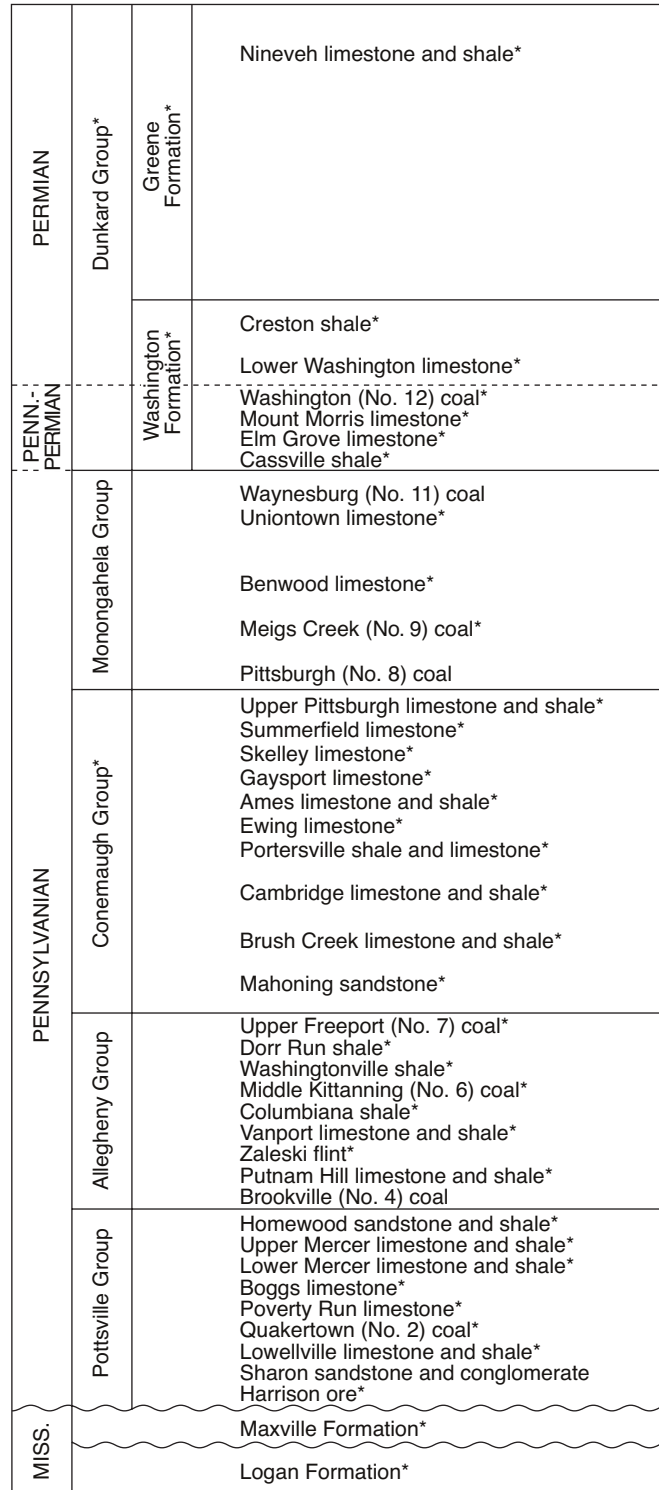 PERMIAN
Dunkard Group*
Greene
Formation*
Nineveh limestone and shale*
Washington
Formation*
Creston shale*
Lower Washington limestone*
PENN.-
PERMIAN
Washington (No. 12) coal*
Mount Morris limestone*
Elm Grove limestone*
Cassville shale*
PENNSYLVANIAN
Monongahela Group
Waynesburg (No. 11) coal
Uniontown limestone*
Benwood limestone*
Meigs Creek (No. 9) coal*
Pittsburgh (No. 8) coal
Conemaugh Group*
Upper Pittsburgh limestone and shale*
Summerfield limestone*
Skelley limestone*
Gaysport limestone*
Ames limestone and shale*
Ewing limestone*
Portersville shale and limestone*
Cambridge limestone and shale*
Brush Creek limestone and shale*
Mahoning sandstone*
Allegheny Group
Upper Freeport (No. 7) coal*
Dorr Run shale*
Washingtonville shale*
Middle Kittanning (No. 6) coal*
Columbiana shale*
Vanport limestone and shale*
Zaleski flint*
Putnam Hill limestone and shale*
Brookville (No. 4) coal
Pottsville Group
Homewood sandstone and shale*
Upper Mercer limestone and shale*
Lower Mercer limestone and shale*
Boggs limestone*
Poverty Run limestone*
Quakertown (No. 2) coal*
Lowellville limestone and shale*
Sharon sandstone and conglomerate
Harrison ore*
MISS.
Maxville Formation*
Logan Formation*